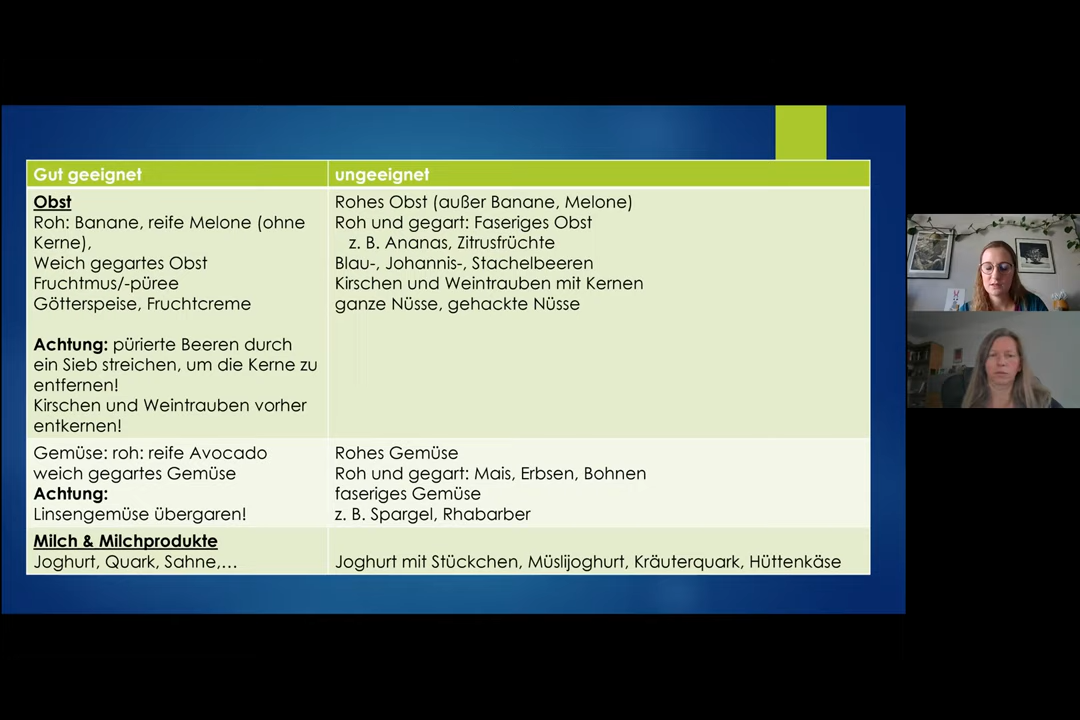 Gut geeignet
ungeeignet
Obst
Roh: Banane, reife Melone (ohne
Kerne),
Weich gegartes Obst
Fruchtmus/-püree
Götterspeise, Fruchtcreme
Achtung: pürierte Beeren durch
ein Sieb streichen, um die Kerne zu
entfernen!
Kirschen und Weintrauben vorher
entkernen!
Rohes Obst (außer Banane, Melone)
Roh und gegart: Faseriges Obst
z. B. Ananas, Zitrusfrüchte
Blau-, Johannis-, Stachelbeeren
Kirschen und Weintrauben mit Kernen
ganze Nüsse, gehackte Nüsse
Gemüse: roh: reife Avocado
weich gegartes Gemüse
Achtung:
Linsengemüse übergaren!
Rohes Gemüse
Roh und gegart: Mais, Erbsen, Bohnen
faseriges Gemüse
z. B. Spargel, Rhabarber
Milch & Milchprodukte
Joghurt, Quark, Sahne,…
Joghurt mit Stückchen, Müslijoghurt, Kräuterquark, Hüttenkäse